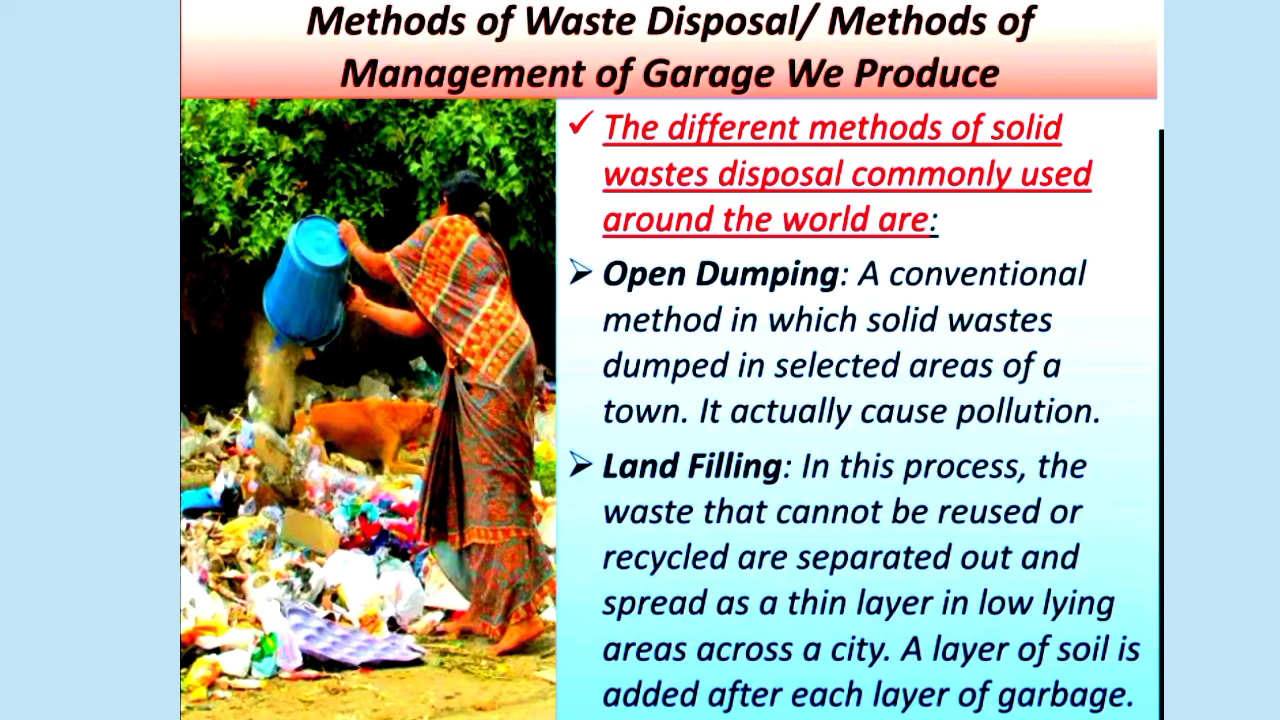 Methods of Waste Disposal/ Methods of
Management of Garage We Produce
The different methods of solid
wastes disposal commonly used
around the world are:
Open Dumping: A conventional
method in which solid wastes
dumped in selected areas of a
town. It actually cause pollution.
Land Filling: In this process, the
waste that cannot be reused or
recycled are separated out and
spread as a thin layer in low lying
areas across a city. A layer of soil is
added after each layer of garbage.